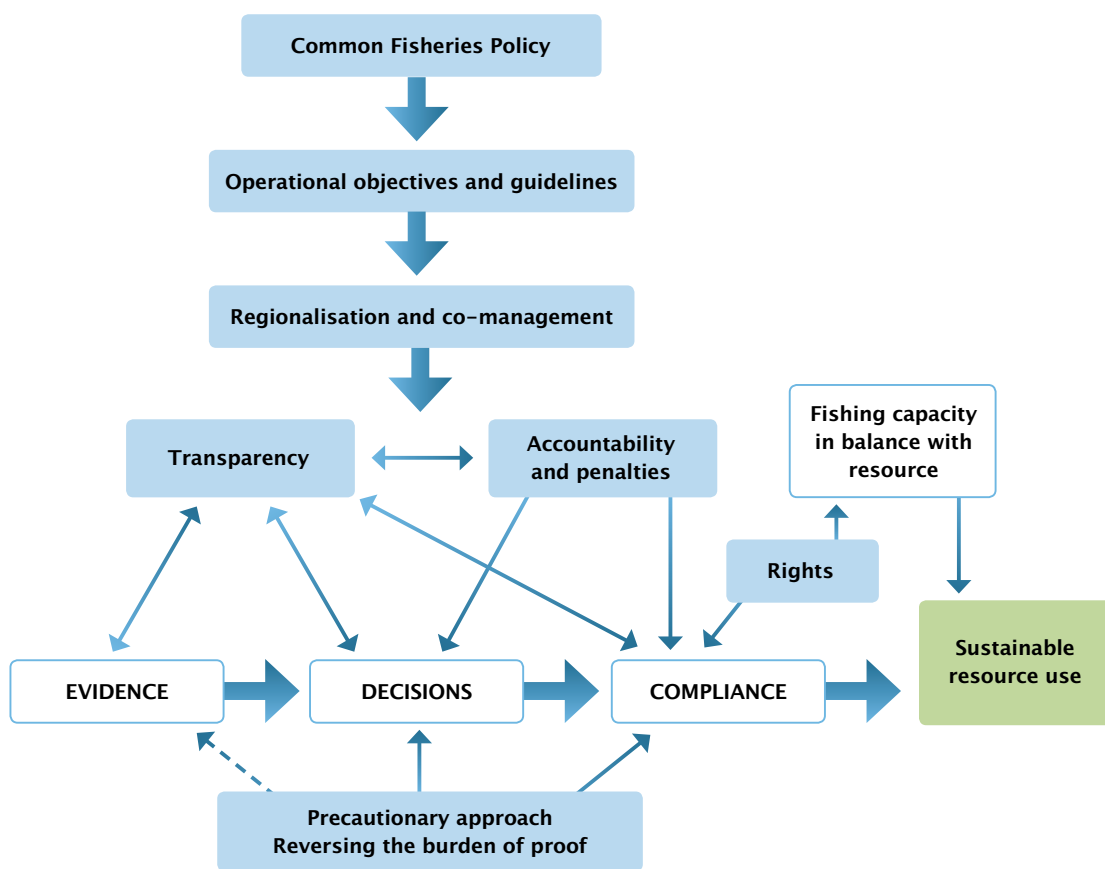 Common Fisheries Policy
Operational objectives and guidelines
Regionalisation and co-management
Transparency
Accountability
and penalties
Fishing capacity
in balance with
resource
Rights
EVIDENCE
DECISIONS
COMPLIANCE
Sustainable
resource use
Precautionary approach
Reversing the burden of proof